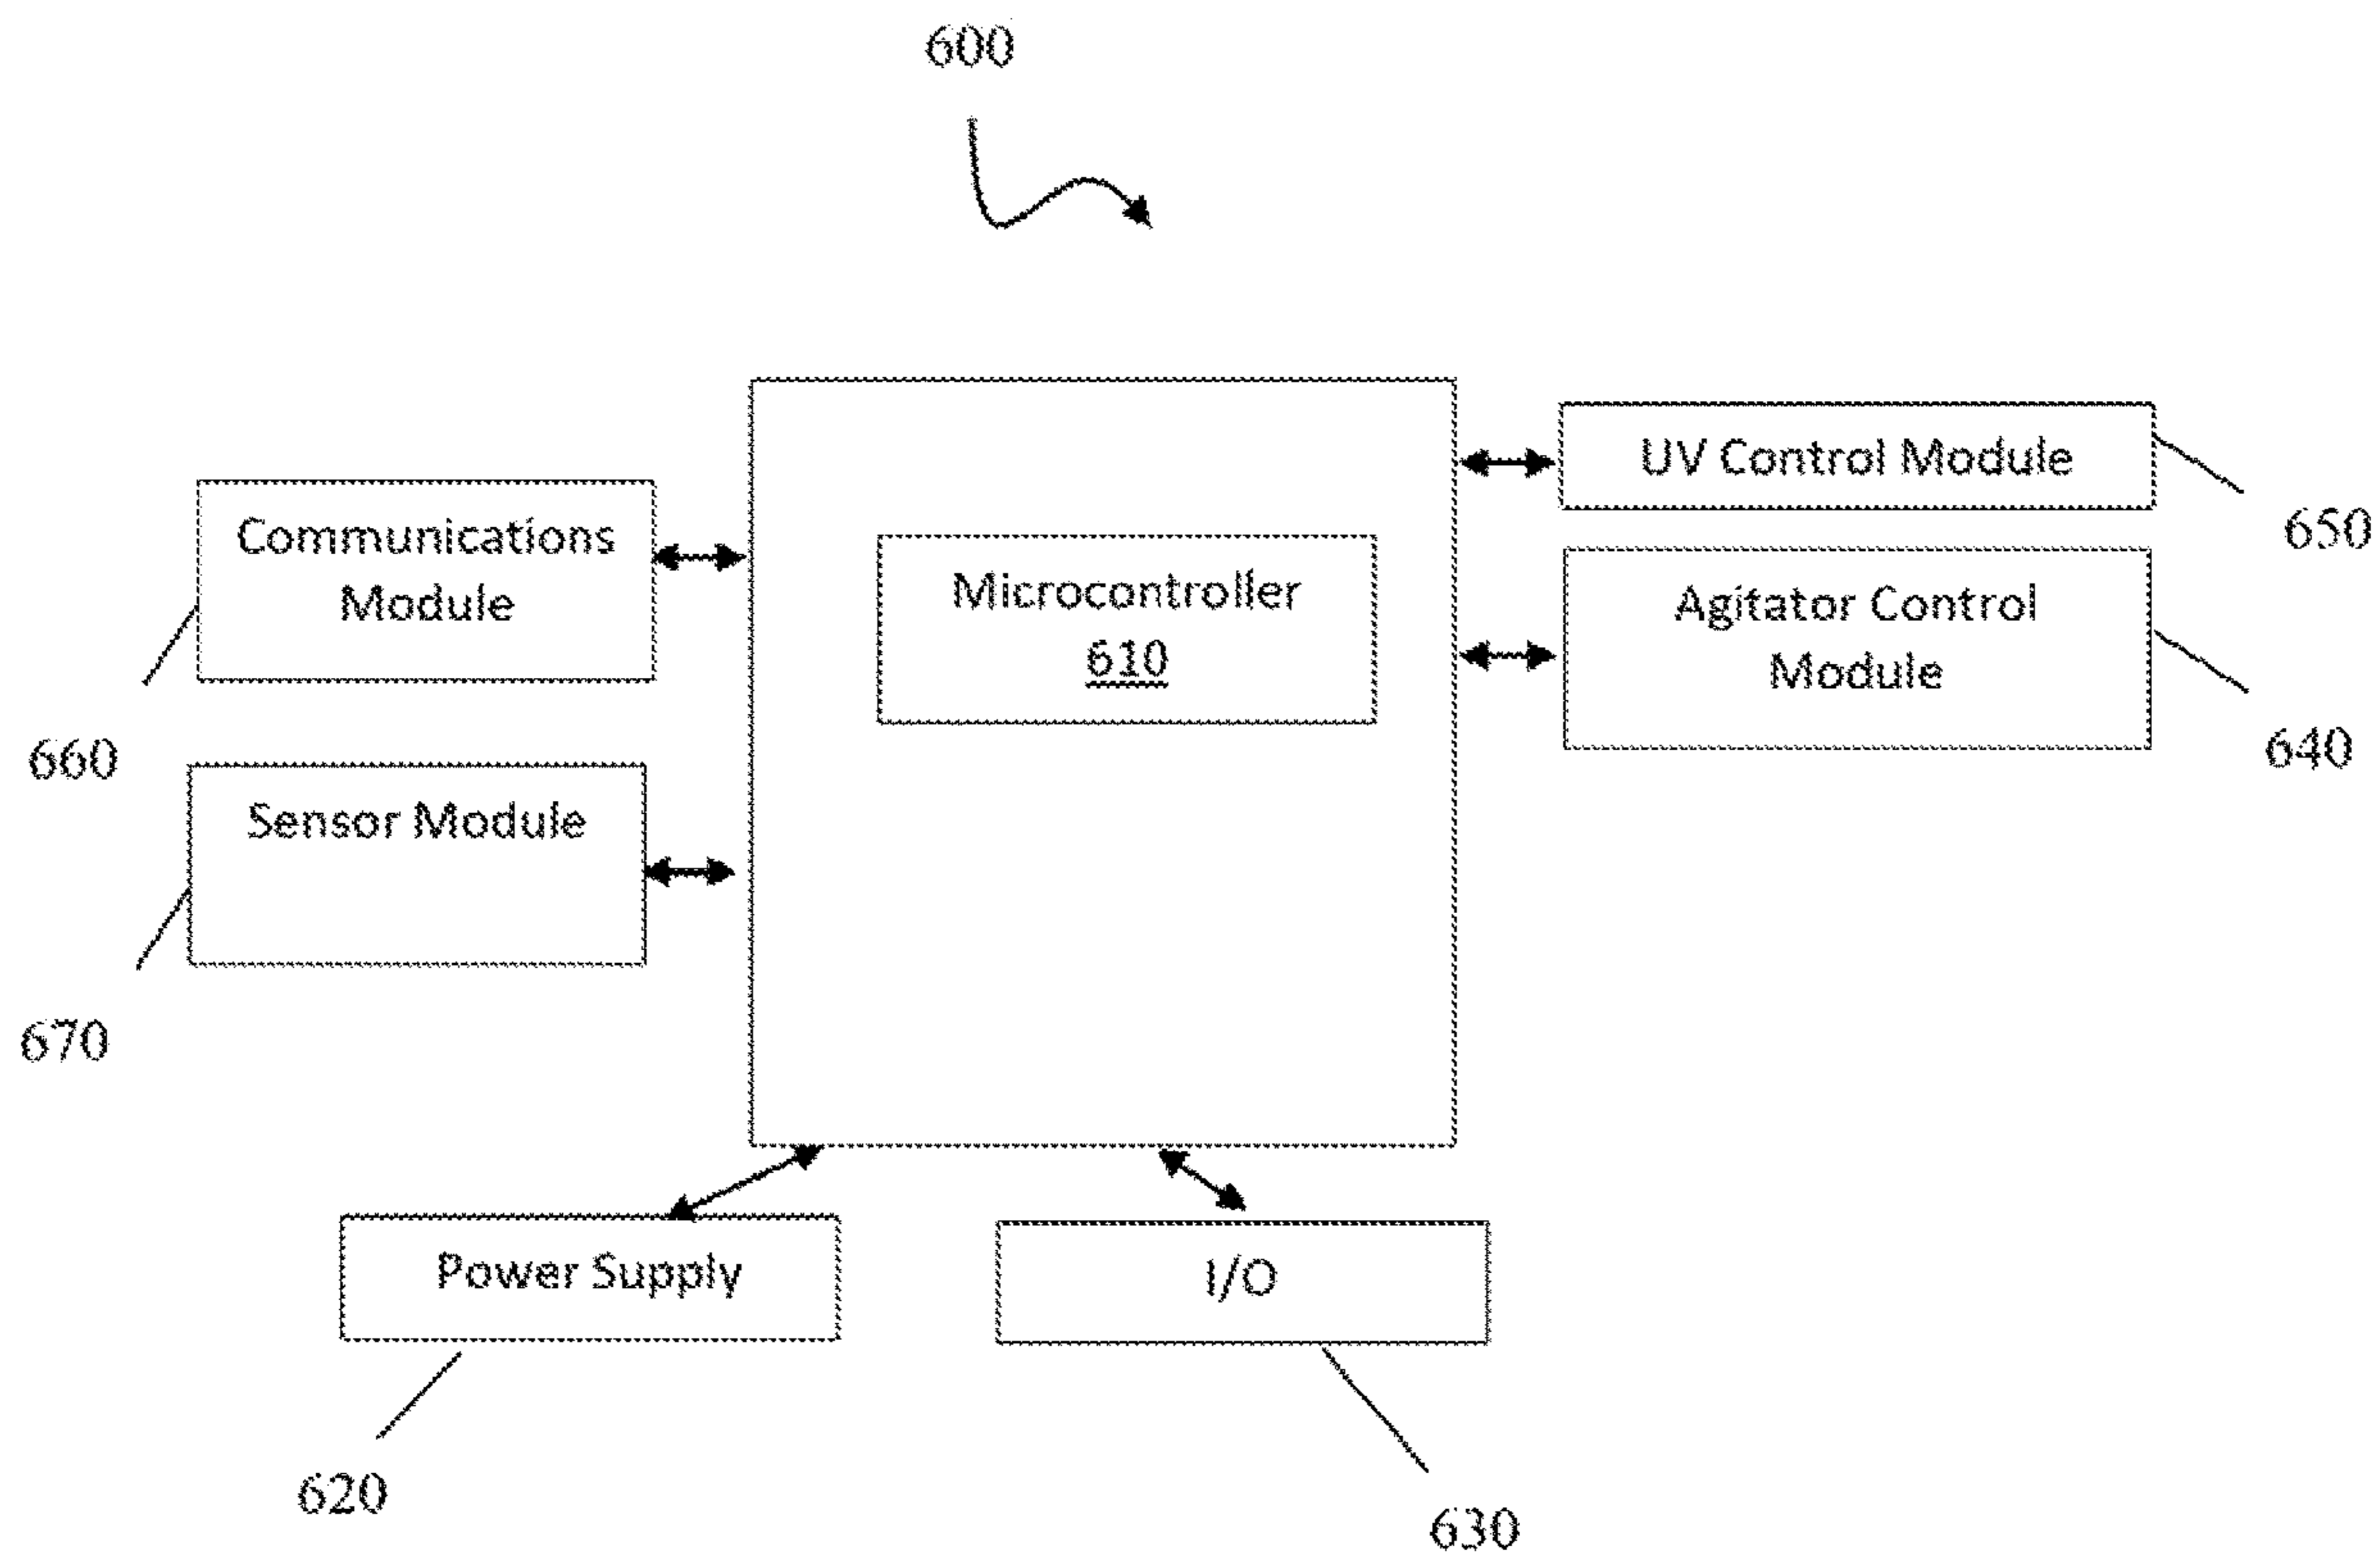 600
UV Control Module
650
Communications
Module
660
Microcontroller
610
Agitator Control
Module
640
Sensor Module
670
Power Supply
620
I/O
630